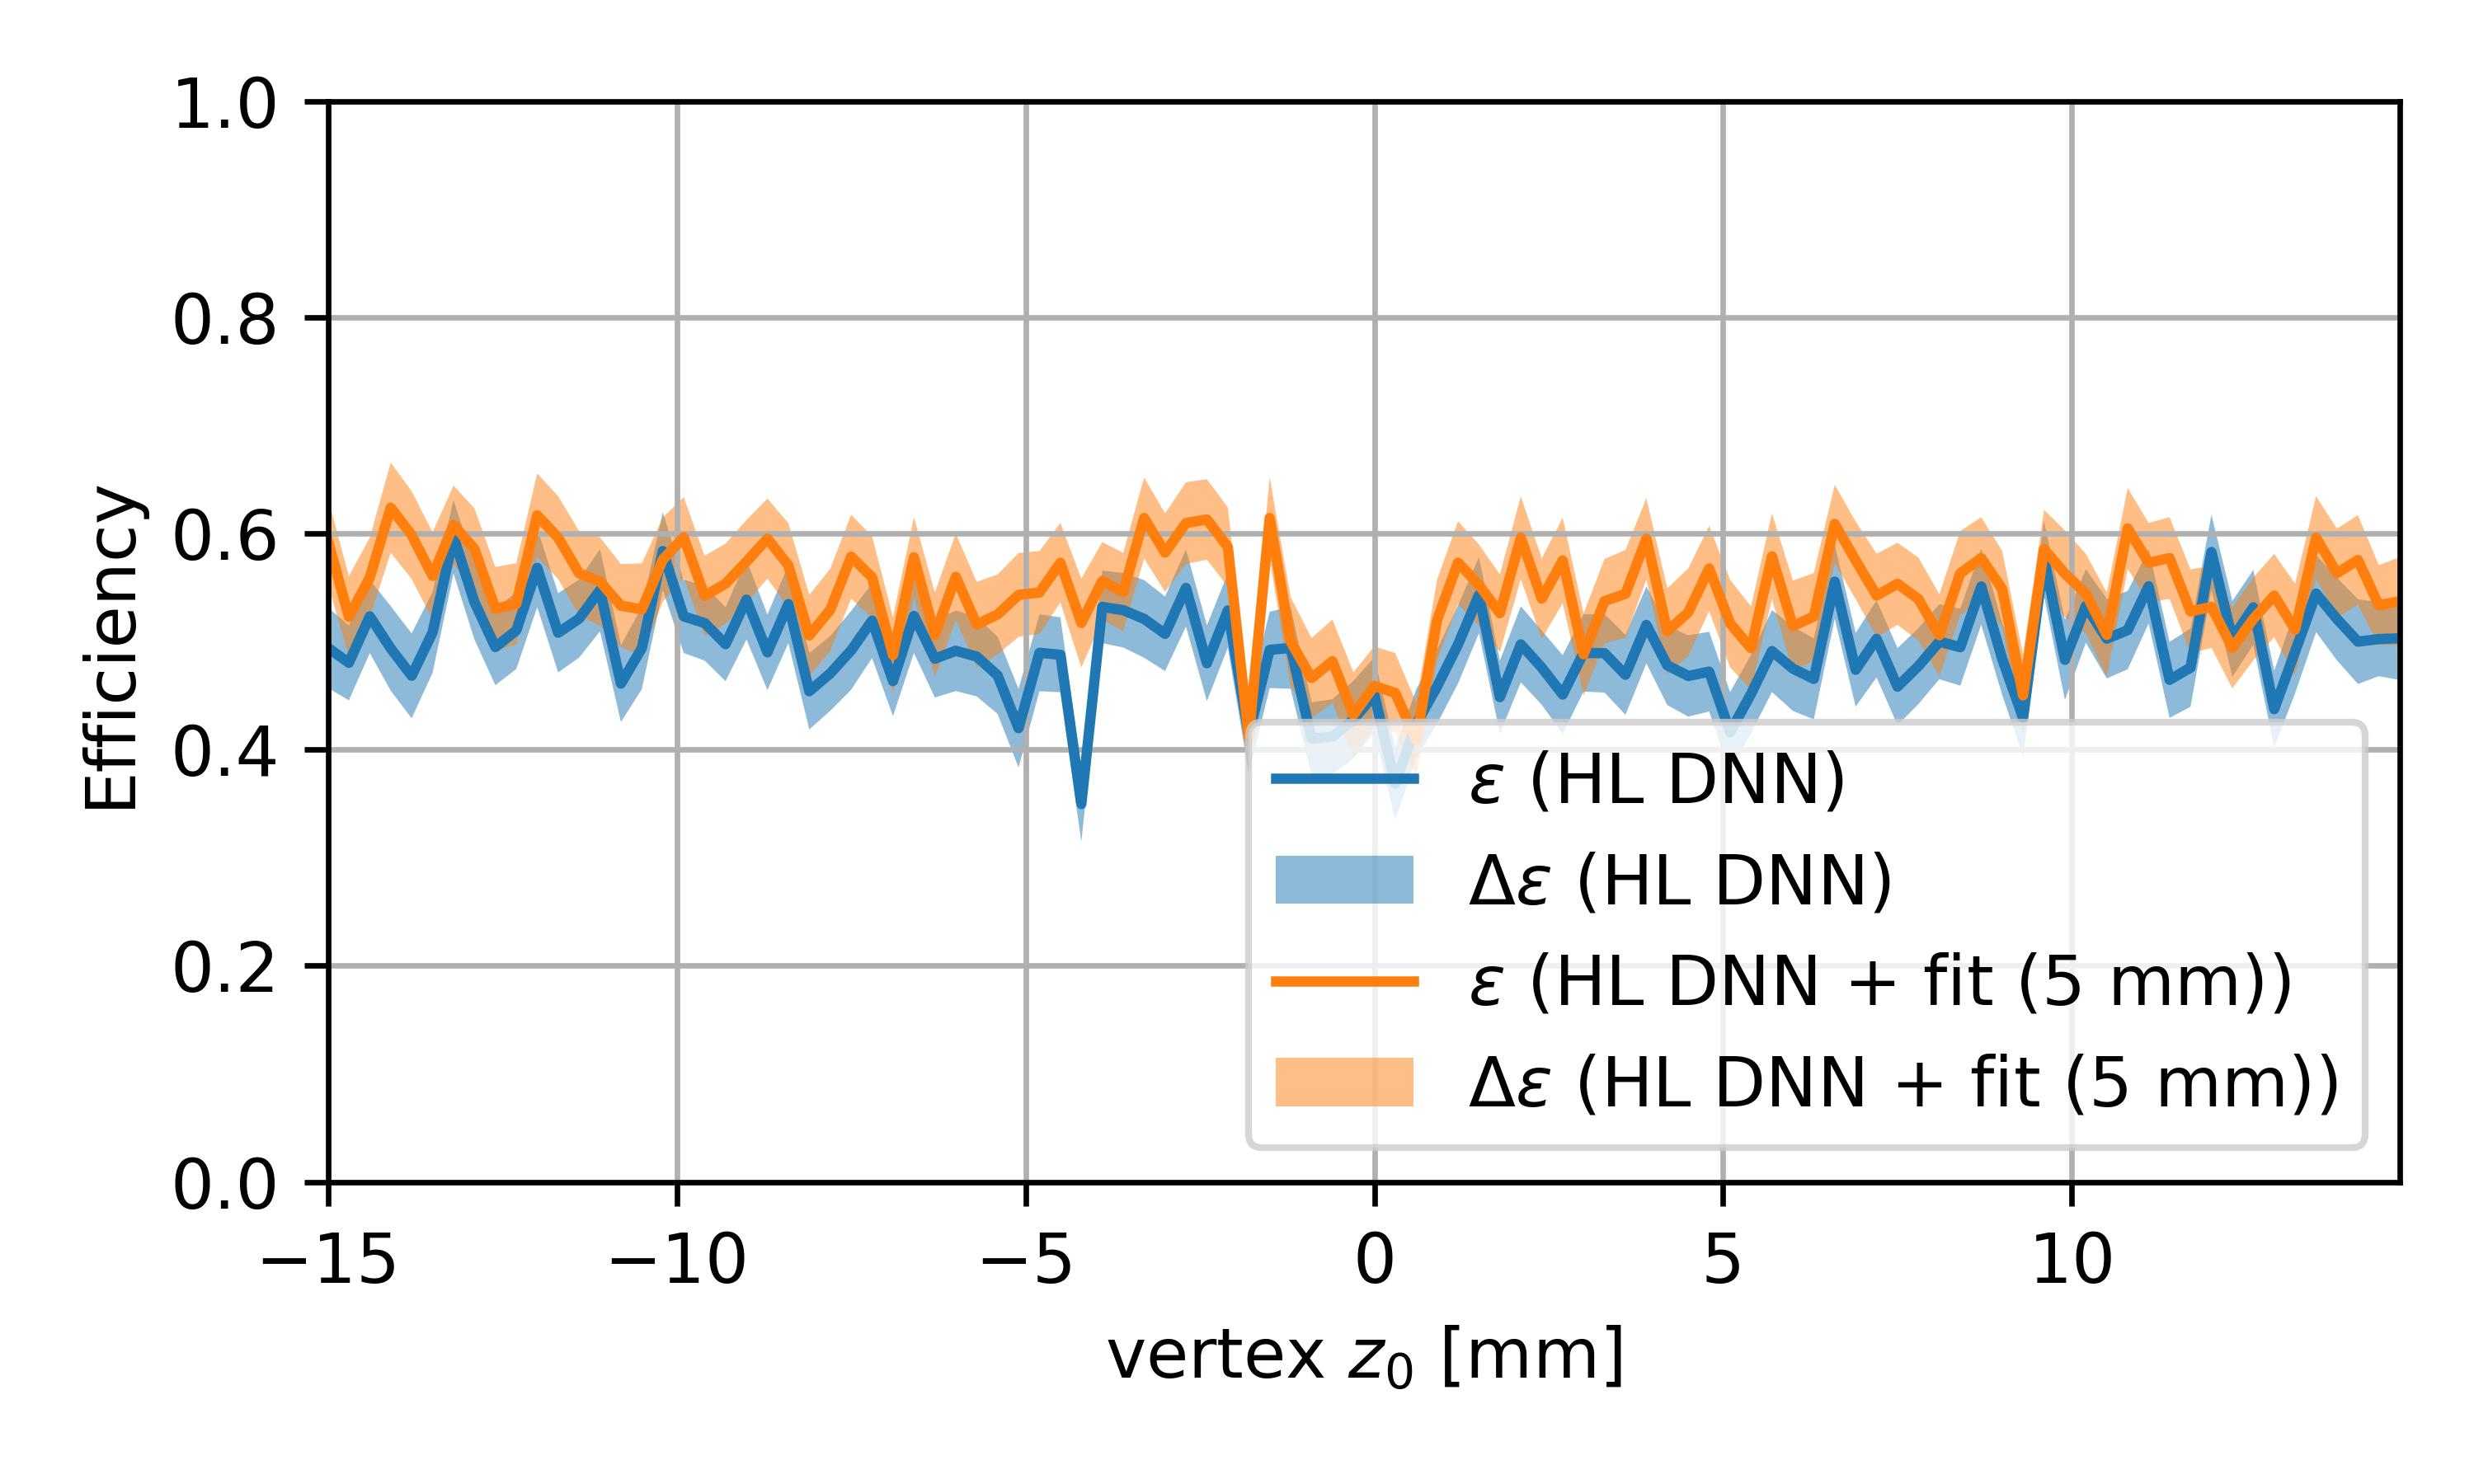 Efficiency
1.0
0.8
0.6
0.4
0.2
0.0
−15 −10 −5 0 5 10
vertex z₀ [mm]
ε (HL DNN)
Δε (HL DNN)
ε (HL DNN + fit (5 mm))
Δε (HL DNN + fit (5 mm))